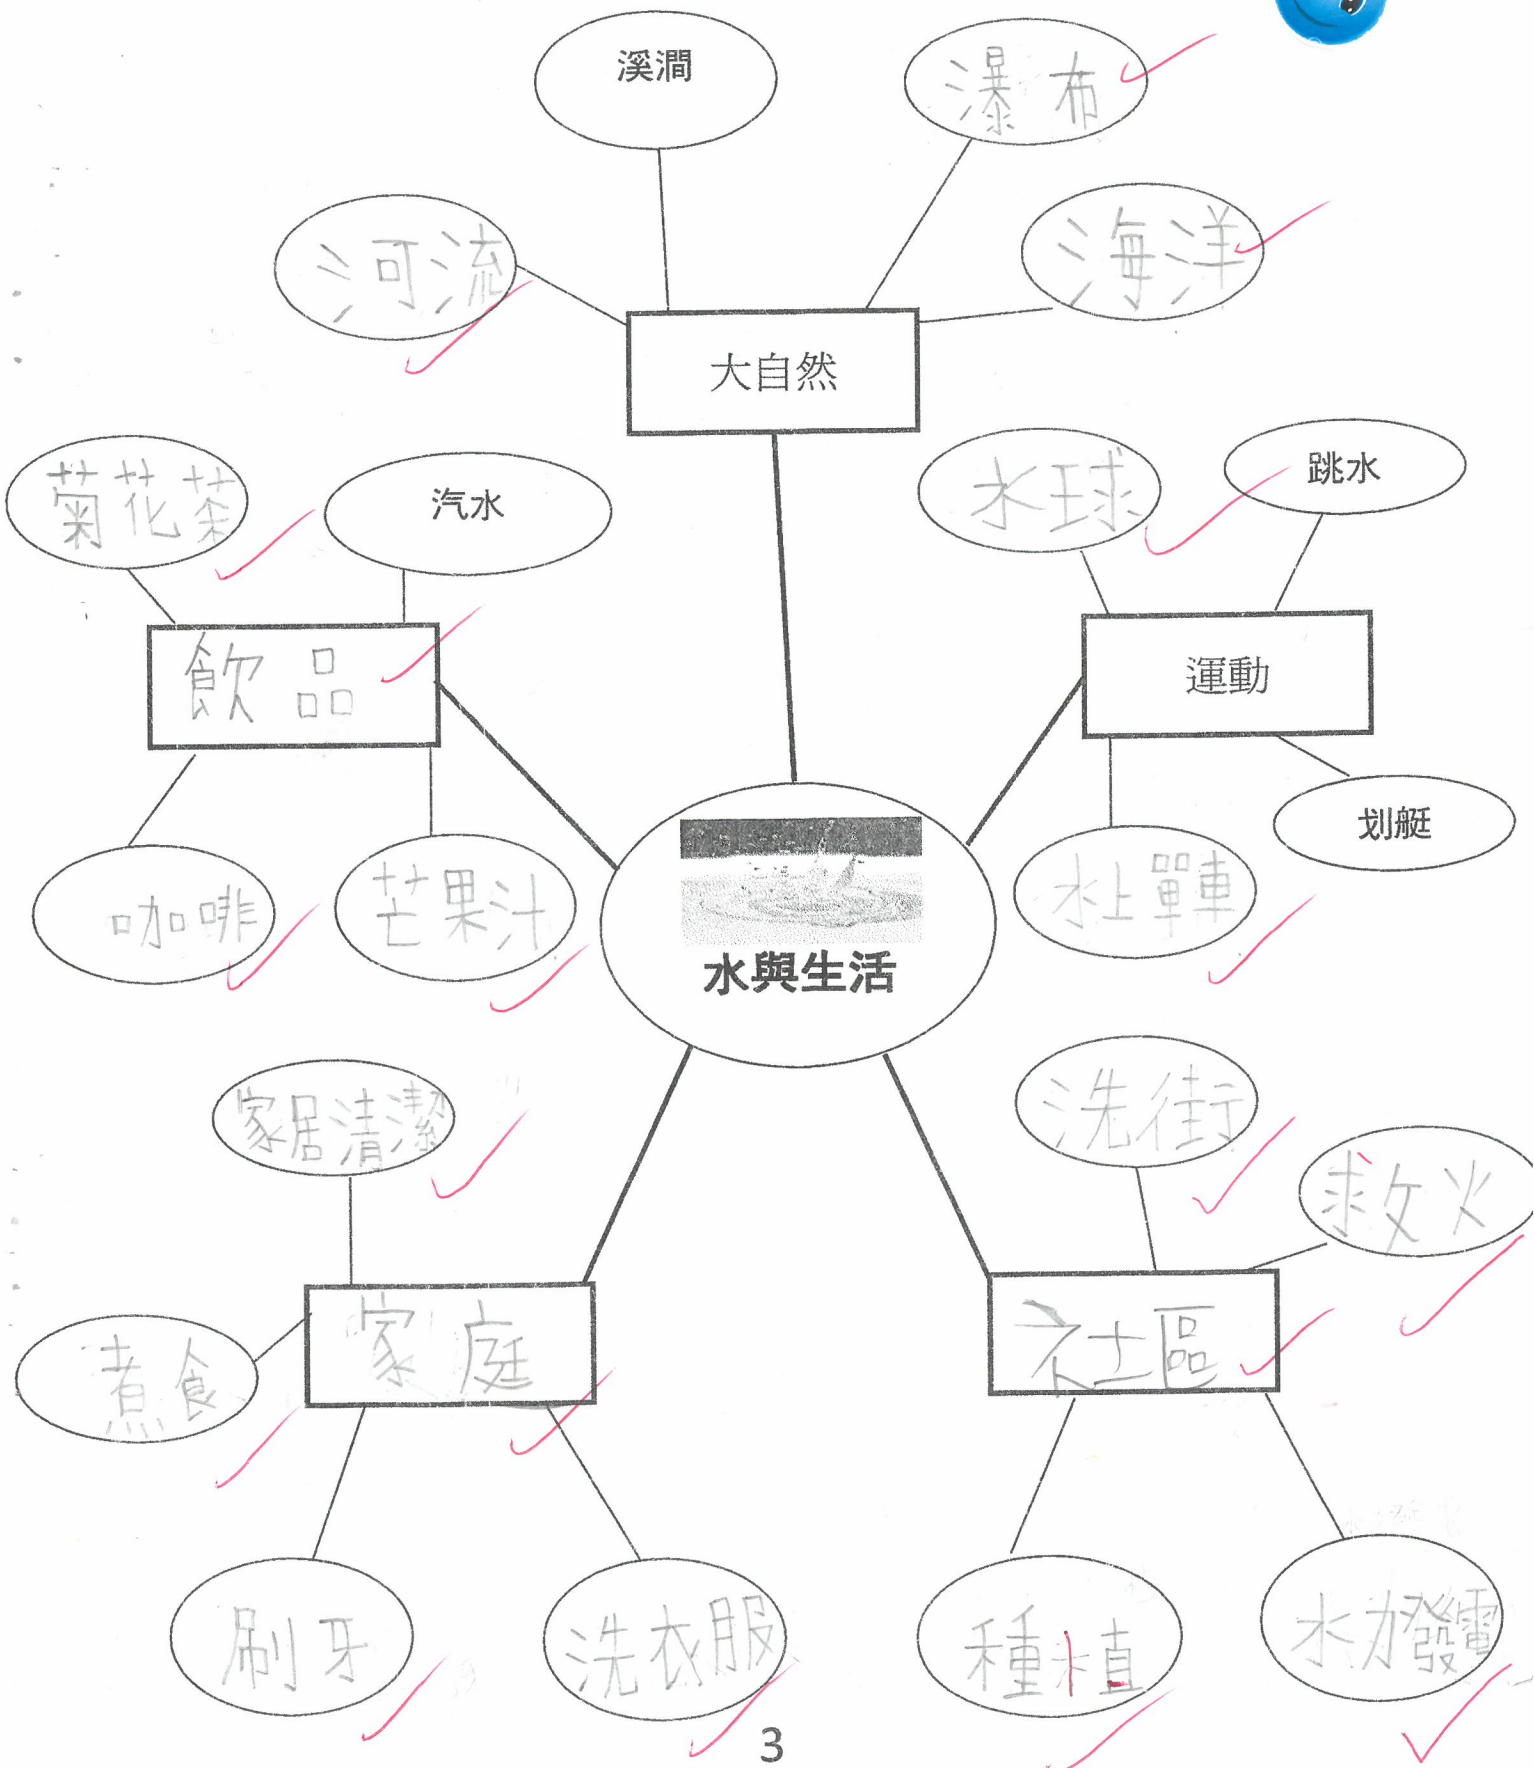 溪澗
瀑布
河流
海洋
大自然
菊花茶
汽水
水球
跳水
飲品
運動
咖啡
芒果汁
水上單車
划艇
水與生活
家居清潔
洗街
救火
煮食
家庭
社區
刷牙
洗衣服
種植
水力發電
3